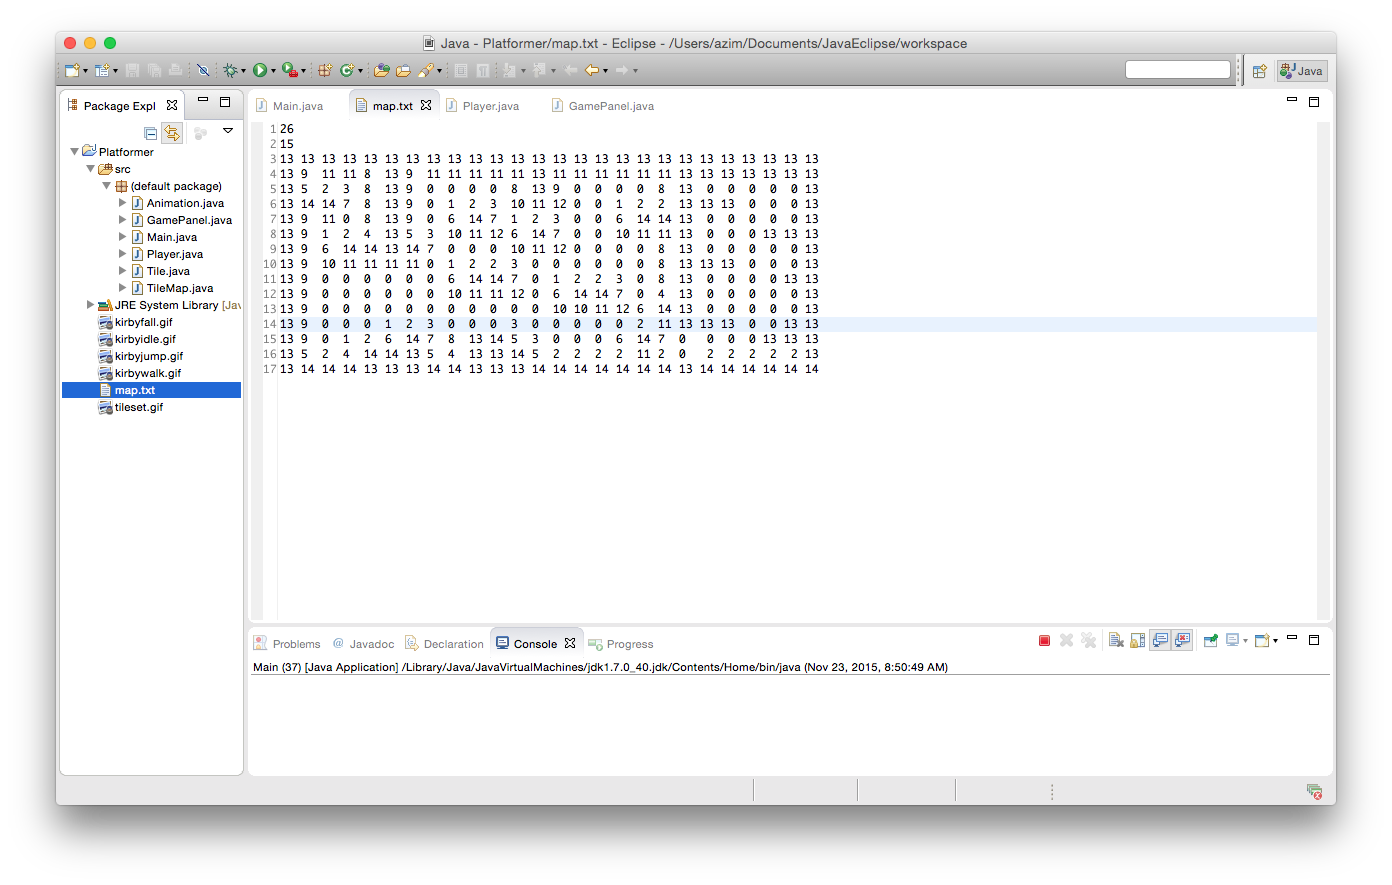 Java - Platformer/map.txt - Eclipse - /Users/azim/Documents/JavaEclipse/workspace
Java
Package Expl
Platformer
src
(default package)
Animation.java
GamePanel.java
Main.java
Player.java
Tile.java
TileMap.java
JRE System Library [Jav
kirbyfall.gif
kirbyidle.gif
kirbyjump.gif
kirbywalk.gif
map.txt
tileset.gif
Main.java map.txt Player.java GamePanel.java
1 26
2 15
3 13 13 13 13 13 13 13 13 13 13 13 13 13 13 13 13 13 13 13 13 13 13 13 13 13 13
4 13 9 11 11 8 13 9 11 11 11 11 11 13 11 11 11 11 11 11 13 13 13 13 13 13 13
5 13 5 2 3 8 13 9 0 0 0 0 8 13 9 0 0 0 0 8 13 0 0 0 0 0 13
6 13 14 14 7 8 13 9 0 1 2 3 10 11 12 0 0 1 2 2 13 13 13 0 0 0 13
7 13 9 11 0 8 13 9 0 6 14 7 1 2 3 0 0 6 14 14 13 0 0 0 0 0 13
8 13 9 1 2 4 13 5 3 10 11 12 6 14 7 0 0 10 11 11 13 0 0 0 13 13 13
9 13 9 6 14 14 13 14 7 0 0 0 10 11 12 0 0 0 0 8 13 0 0 0 0 0 13
10 13 9 10 11 11 11 11 0 1 2 2 3 0 0 0 0 0 0 8 13 13 13 0 0 0 13
11 13 9 0 0 0 0 0 0 6 14 14 7 0 1 2 2 3 0 8 13 0 0 0 0 13 13
12 13 9 0 0 0 0 0 0 10 11 11 12 0 6 14 14 7 0 4 13 0 0 0 0 0 13
13 13 9 0 0 0 0 0 0 0 0 0 0 0 10 10 11 12 6 14 13 0 0 0 0 0 13
14 13 9 0 0 0 1 2 3 0 0 0 3 0 0 0 0 0 2 11 13 13 13 0 0 13 13
15 13 9 0 1 2 6 14 7 8 13 14 5 3 0 0 0 6 14 7 0 0 0 0 13 13 13
16 13 5 2 4 14 14 13 5 4 13 13 14 5 2 2 2 2 11 2 0 2 2 2 2 2 13
17 13 14 14 14 13 13 13 14 14 13 13 13 14 14 14 14 14 14 14 13 14 14 14 14 14 14
Problems Javadoc Declaration Console Progress
Main (37) [Java Application] /Library/Java/JavaVirtualMachines/jdk1.7.0_40.jdk/Contents/Home/bin/java (Nov 23, 2015, 8:50:49 AM)